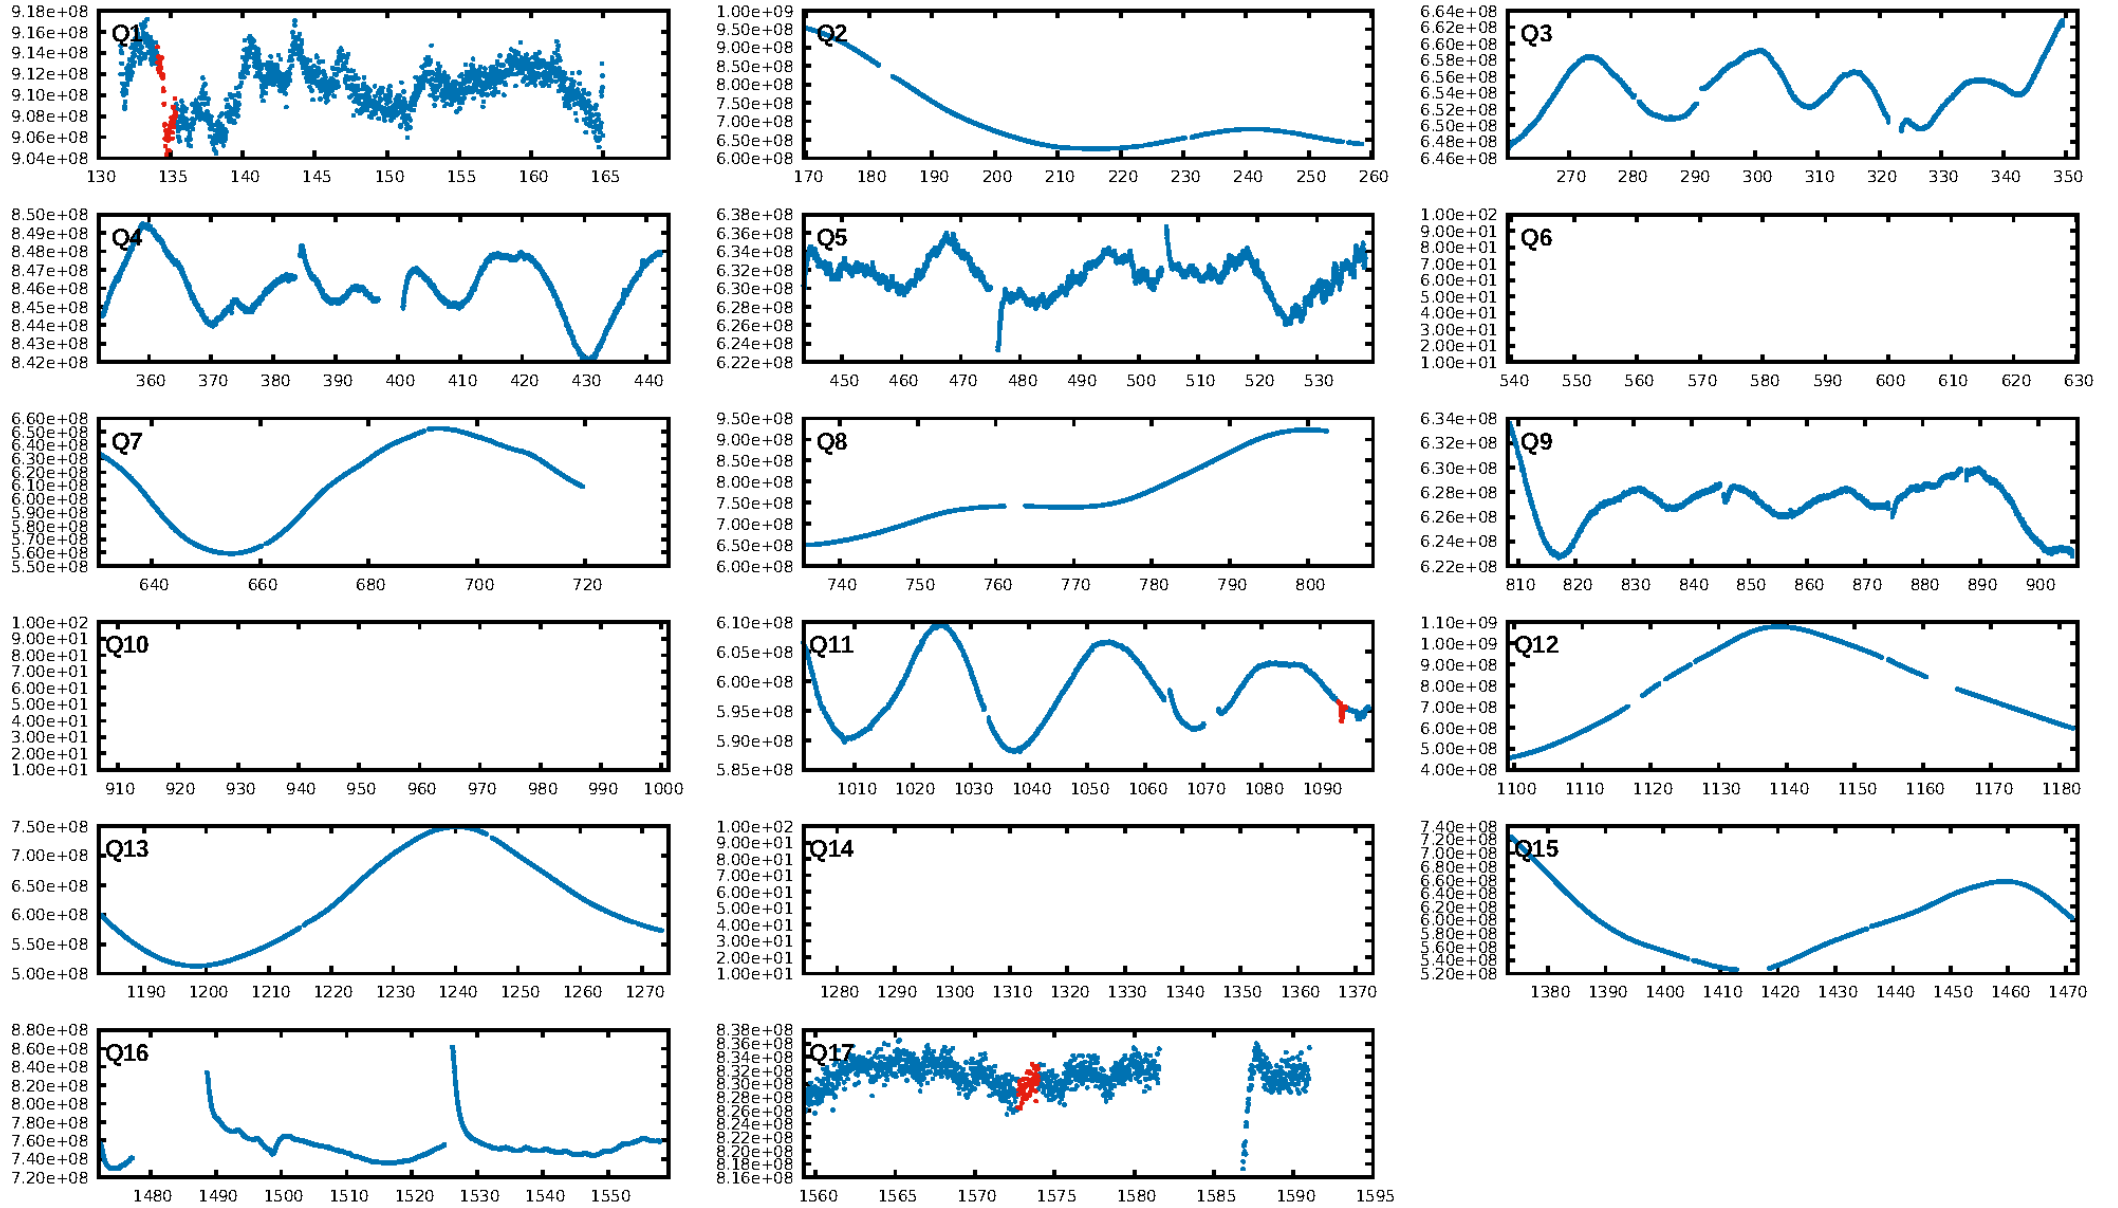 Q1
9.18e+08
9.16e+08
9.14e+08
9.12e+08
9.10e+08
9.08e+08
9.06e+08
9.04e+08
130 135 140 145 150 155 160 165
Q2
1.00e+09
9.50e+08
9.00e+08
8.50e+08
8.00e+08
7.50e+08
7.00e+08
6.50e+08
6.00e+08
170 180 190 200 210 220 230 240 250 260
Q3
6.64e+08
6.62e+08
6.60e+08
6.58e+08
6.56e+08
6.54e+08
6.52e+08
6.50e+08
6.48e+08
6.46e+08
270 280 290 300 310 320 330 340 350
Q4
8.50e+08
8.49e+08
8.48e+08
8.47e+08
8.46e+08
8.45e+08
8.44e+08
8.43e+08
8.42e+08
360 370 380 390 400 410 420 430 440
Q5
6.38e+08
6.36e+08
6.34e+08
6.32e+08
6.30e+08
6.28e+08
6.26e+08
6.24e+08
6.22e+08
450 460 470 480 490 500 510 520 530
Q6
1.00e+02
9.00e+01
8.00e+01
7.00e+01
6.00e+01
5.00e+01
4.00e+01
3.00e+01
2.00e+01
1.00e+01
540 550 560 570 580 590 600 610 620 630
Q7
6.60e+08
6.50e+08
6.40e+08
6.30e+08
6.20e+08
6.10e+08
6.00e+08
5.90e+08
5.80e+08
5.70e+08
5.60e+08
5.50e+08
640 660 680 700 720
Q8
9.50e+08
9.00e+08
8.50e+08
8.00e+08
7.50e+08
7.00e+08
6.50e+08
6.00e+08
740 750 760 770 780 790 800
Q9
6.34e+08
6.32e+08
6.30e+08
6.28e+08
6.26e+08
6.24e+08
6.22e+08
810 820 830 840 850 860 870 880 890 900
Q10
1.00e+02
9.00e+01
8.00e+01
7.00e+01
6.00e+01
5.00e+01
4.00e+01
3.00e+01
2.00e+01
1.00e+01
910 920 930 940 950 960 970 980 990 1000
Q11
6.10e+08
6.05e+08
6.00e+08
5.95e+08
5.90e+08
5.85e+08
1010 1020 1030 1040 1050 1060 1070 1080 1090
Q12
1.10e+09
1.00e+09
9.00e+08
8.00e+08
7.00e+08
6.00e+08
5.00e+08
4.00e+08
1100 1110 1120 1130 1140 1150 1160 1170 1180
Q13
7.50e+08
7.00e+08
6.50e+08
6.00e+08
5.50e+08
5.00e+08
1190 1200 1210 1220 1230 1240 1250 1260 1270
Q14
1.00e+02
9.00e+01
8.00e+01
7.00e+01
6.00e+01
5.00e+01
4.00e+01
3.00e+01
2.00e+01
1.00e+01
1280 1290 1300 1310 1320 1330 1340 1350 1360 1370
Q15
7.40e+08
7.20e+08
7.00e+08
6.80e+08
6.60e+08
6.40e+08
6.20e+08
6.00e+08
5.80e+08
5.60e+08
5.40e+08
5.20e+08
1380 1390 1400 1410 1420 1430 1440 1450 1460 1470
Q16
8.80e+08
8.60e+08
8.40e+08
8.20e+08
8.00e+08
7.80e+08
7.60e+08
7.40e+08
7.20e+08
1480 1490 1500 1510 1520 1530 1540 1550
Q17
8.38e+08
8.36e+08
8.34e+08
8.32e+08
8.30e+08
8.28e+08
8.26e+08
8.24e+08
8.22e+08
8.20e+08
8.18e+08
8.16e+08
1560 1565 1570 1575 1580 1585 1590 1595